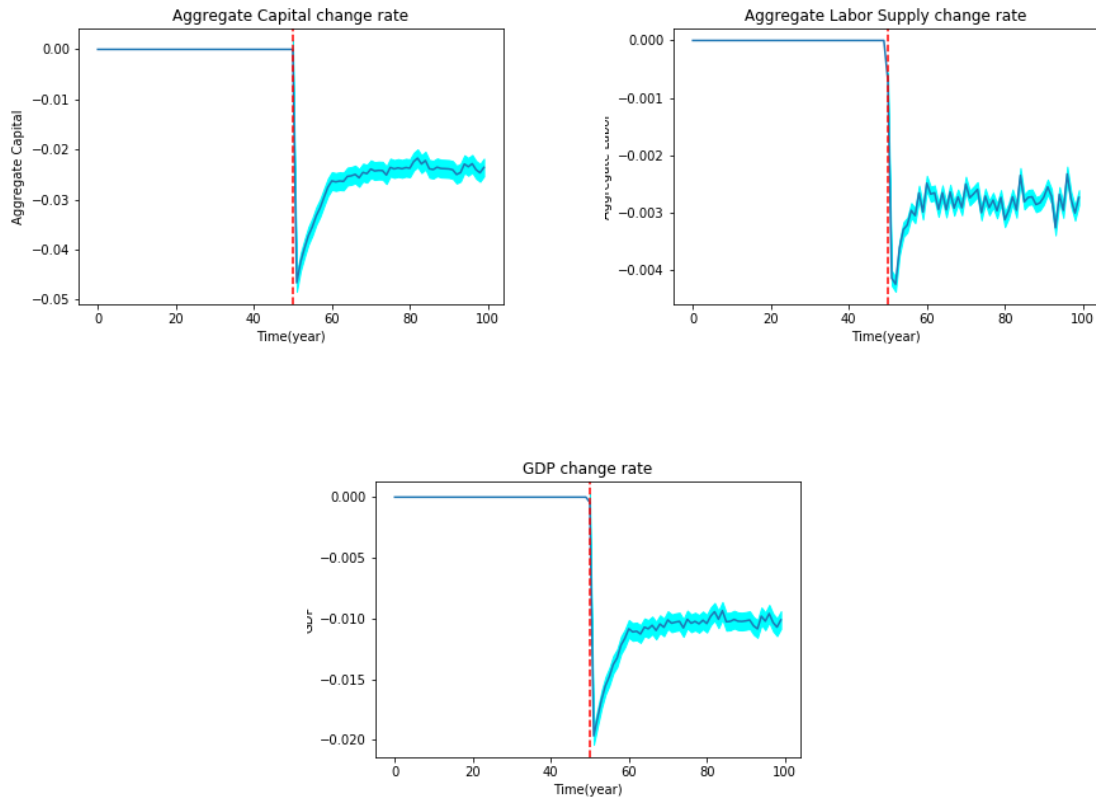 Aggregate Capital change rate
Aggregate Capital
0.00
−0.01
−0.02
−0.03
−0.04
−0.05
0 20 40 60 80 100
Time(year)
Aggregate Labor Supply change rate
Aggregate Labor
0.000
−0.001
−0.002
−0.003
−0.004
0 20 40 60 80 100
Time(year)
GDP change rate
GDP
0.000
−0.005
−0.010
−0.015
−0.020
0 20 40 60 80 100
Time(year)